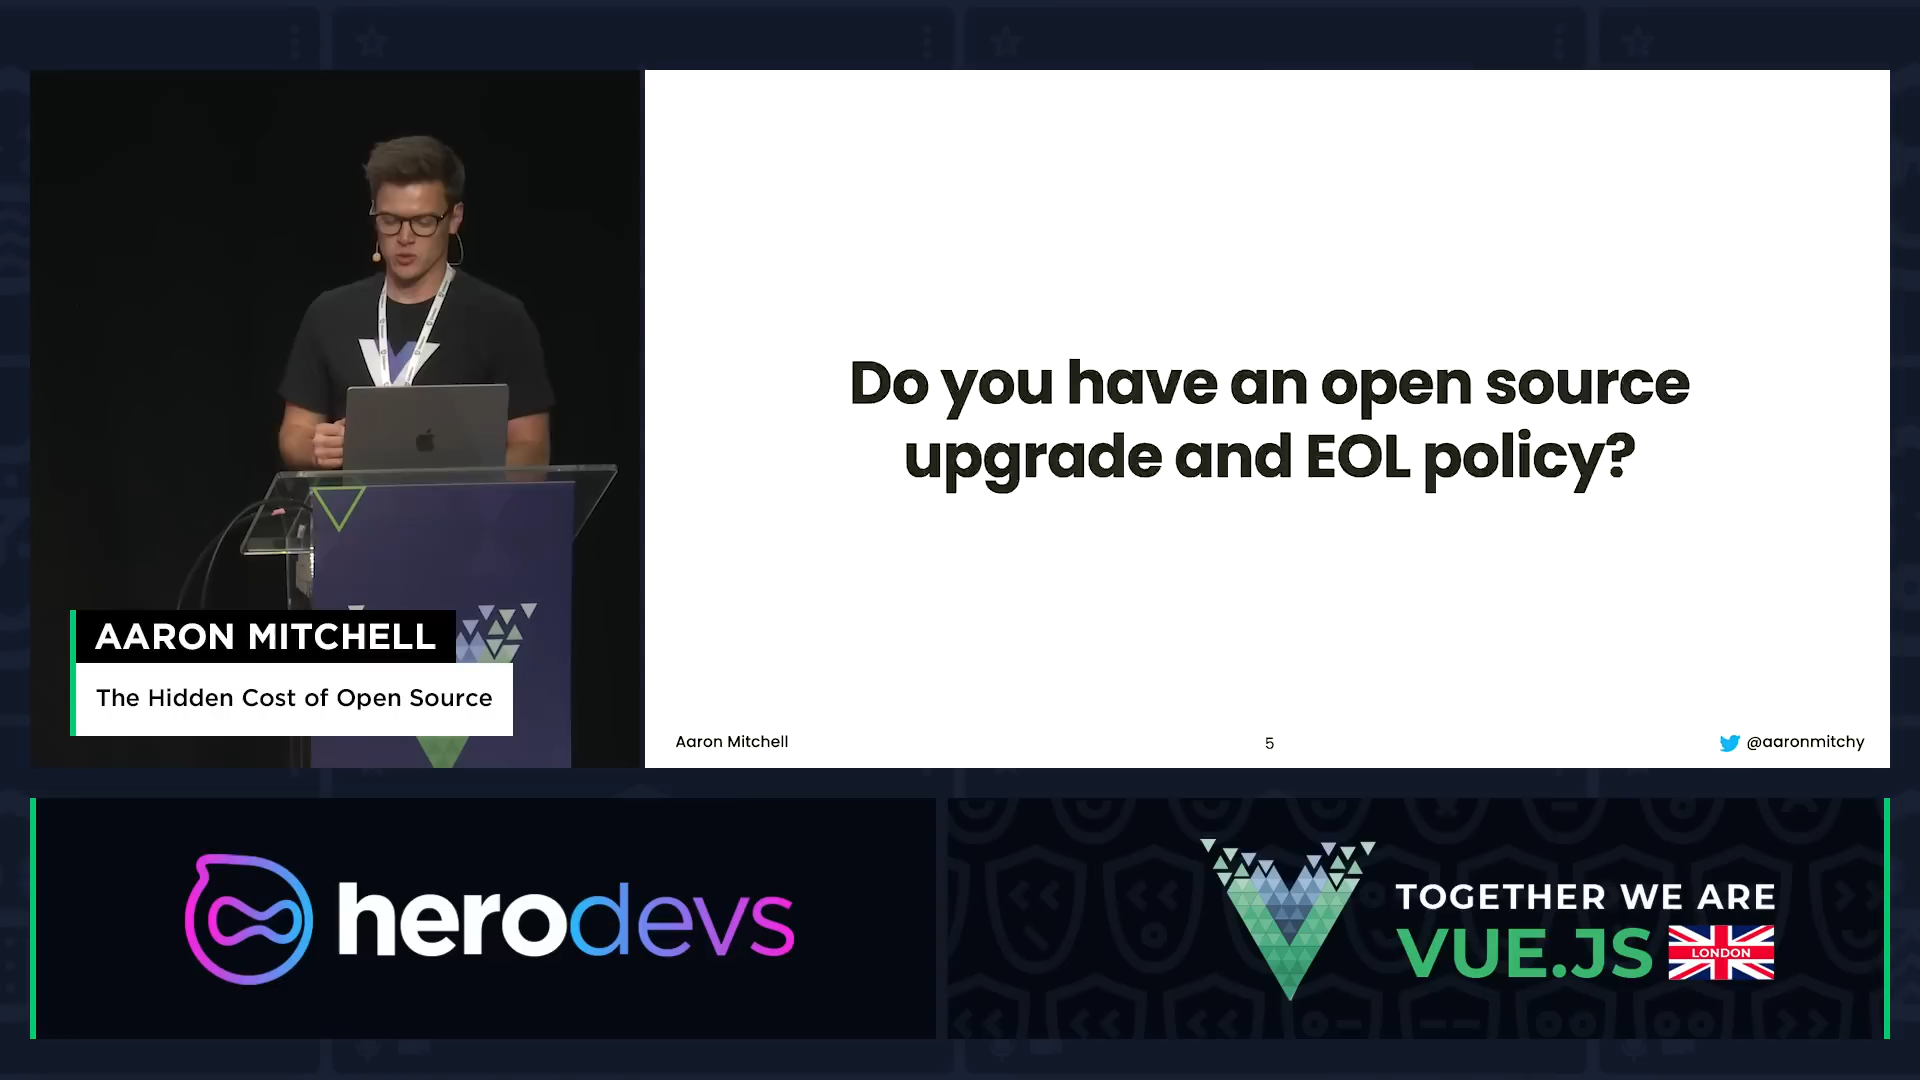 Do you have an open source
upgrade and EOL policy?
AARON MITCHELL
The Hidden Cost of Open Source
Aaron Mitchell
5
@aaronmitchy
herodevs
TOGETHER WE ARE
VUE.JS
LONDON